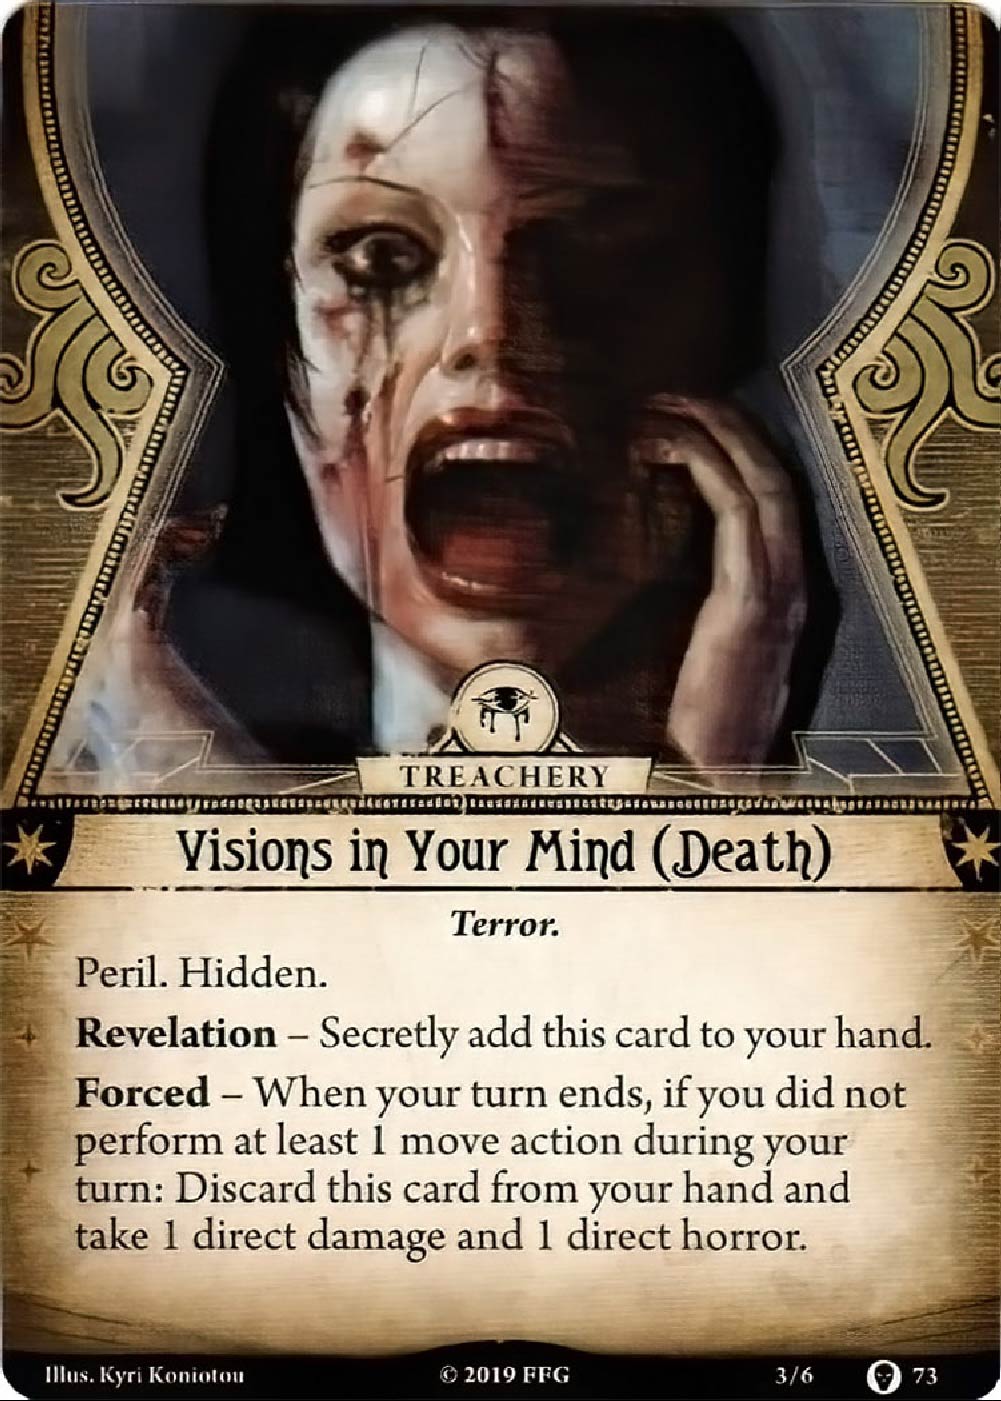 TREACHERY
Visions in Your Mind (Death)
Terror.
Peril. Hidden.
Revelation – Secretly add this card to your hand.
Forced – When your turn ends, if you did not
perform at least 1 move action during your
turn: Discard this card from your hand and
take 1 direct damage and 1 direct horror.
Illus. Kyri Koniotou
© 2019 FFG
3/6
73